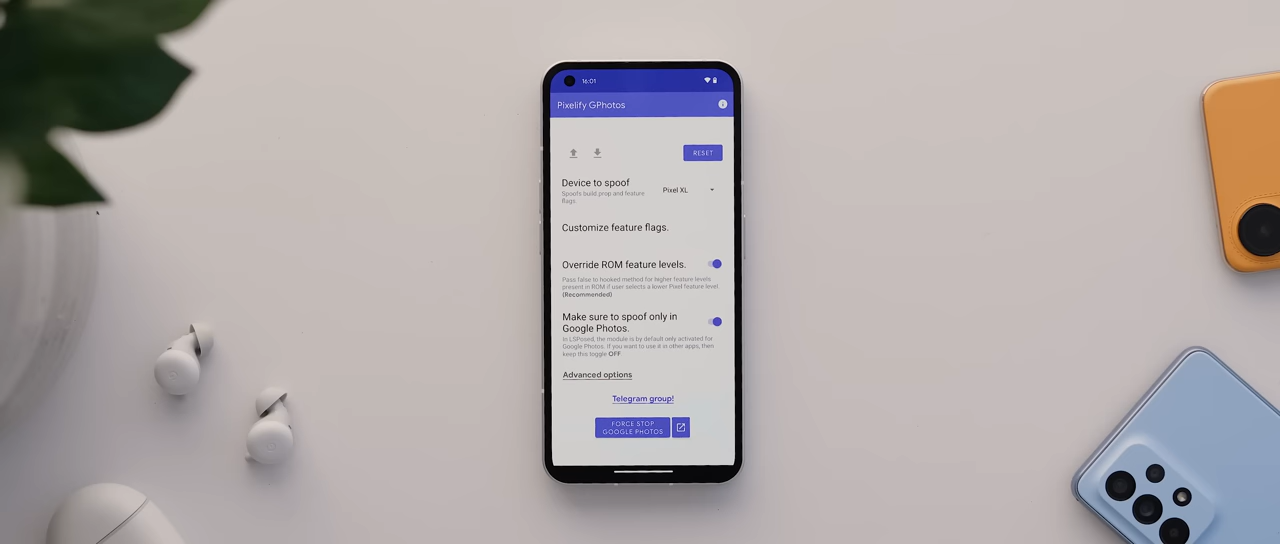 16:01
Pixelify GPhotos
RESET
Device to spoof
Spoofs build prop and feature
flags
Pixel XL
Customize feature flags.
Override ROM feature levels.
Pass false to hooked method for higher feature levels
present in ROM if user selects a lower Pixel feature level.
(Recommended)
Make sure to spoof only in
Google Photos.
In LSPosed, the module is by default only activated for
Google Photos. If you want to use it in other apps, then
keep this toggle OFF.
Advanced options
Telegram group!
FORCE STOP
GOOGLE PHOTOS